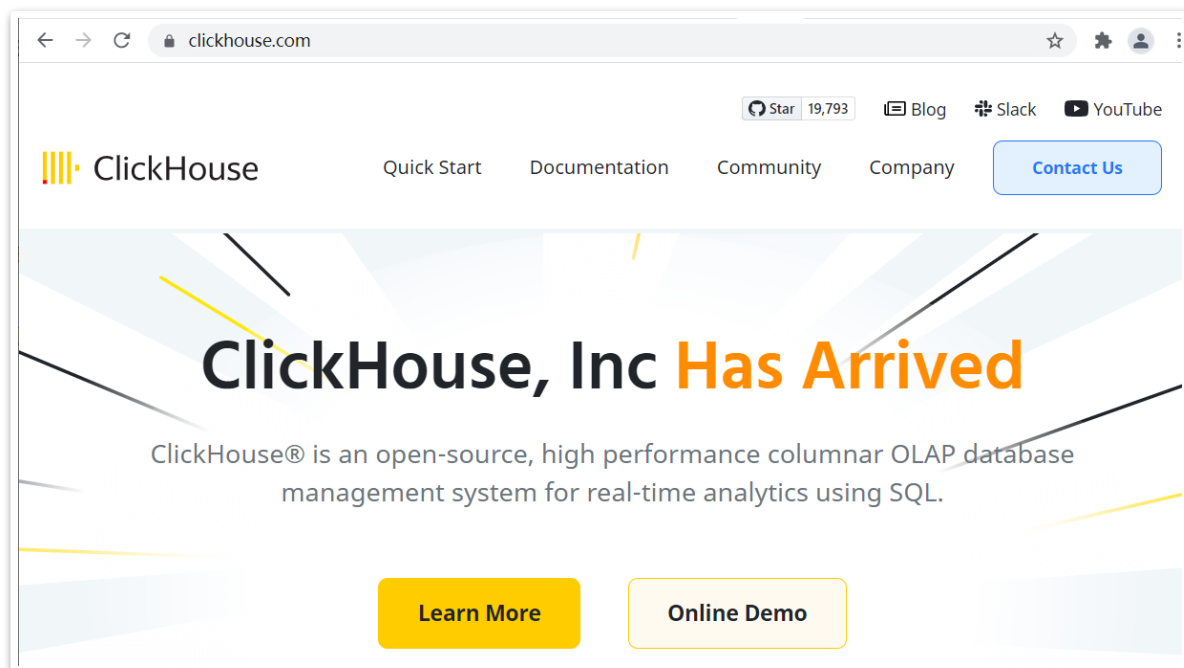 clickhouse.com
Star 19,793 Blog Slack YouTube
ClickHouse Quick Start Documentation Community Company Contact Us
ClickHouse, Inc Has Arrived
ClickHouse® is an open-source, high performance columnar OLAP database
management system for real-time analytics using SQL.
Learn More Online Demo